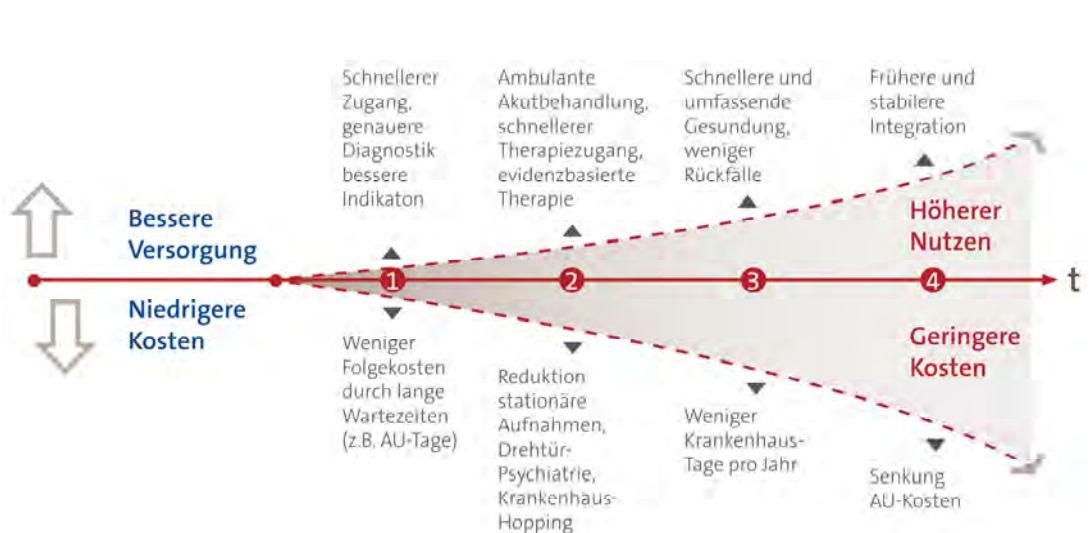 Schnellerer
Zugang,
genauere
Diagnostik
bessere
Indikaton
Ambulante
Akutbehandlung,
schnellerer
Therapiezugang,
evidenzbasierte
Therapie
Schnellere und
umfassende
Gesundung,
weniger
Rückfälle
Frühere und
stabilere
Integration
Bessere
Versorgung
Höherer
Nutzen
1
2
3
4
t
Niedrigere
Kosten
Geringere
Kosten
Weniger
Folgekosten
durch lange
Wartezeiten
(z.B. AU-Tage)
Reduktion
stationäre
Aufnahmen,
Drehtür-
Psychiatrie,
Krankenhaus-
Hopping
Weniger
Krankenhaus-
Tage pro Jahr
Senkung
AU-Kosten